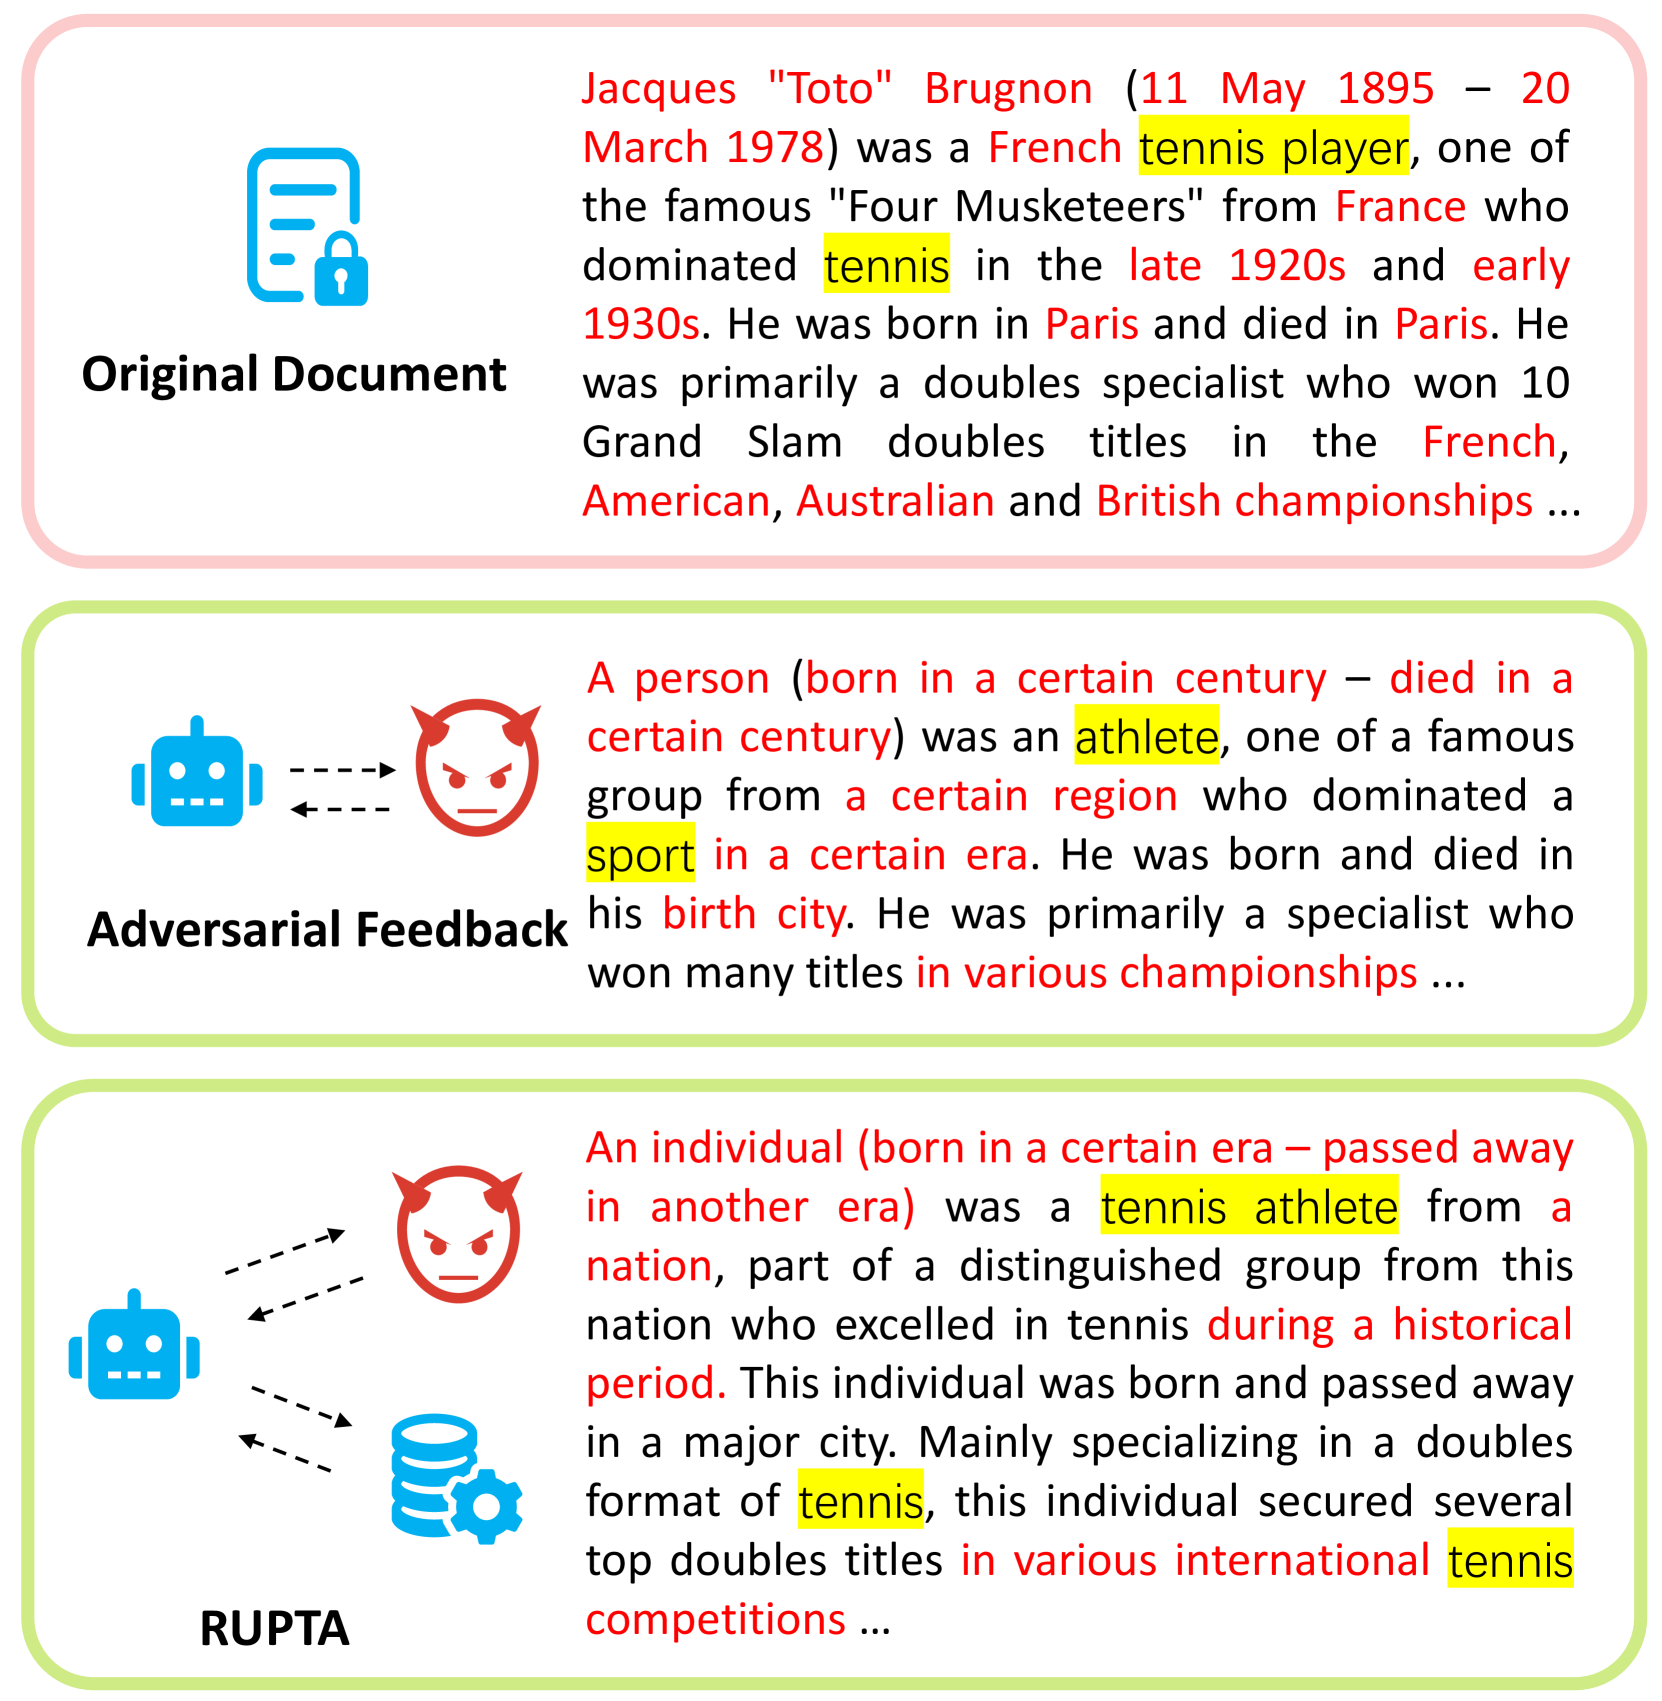 Original Document
Jacques "Toto" Brugnon (11 May 1895 – 20
March 1978) was a French tennis player, one of
the famous "Four Musketeers" from France who
dominated tennis in the late 1920s and early
1930s. He was born in Paris and died in Paris. He
was primarily a doubles specialist who won 10
Grand Slam doubles titles in the French,
American, Australian and British championships ...
Adversarial Feedback
A person (born in a certain century – died in a
certain century) was an athlete, one of a famous
group from a certain region who dominated a
sport in a certain era. He was born and died in
his birth city. He was primarily a specialist who
won many titles in various championships ...
RUPTA
An individual (born in a certain era – passed away
in another era) was a tennis athlete from a
nation, part of a distinguished group from this
nation who excelled in tennis during a historical
period. This individual was born and passed away
in a major city. Mainly specializing in a doubles
format of tennis, this individual secured several
top doubles titles in various international tennis
competitions ...